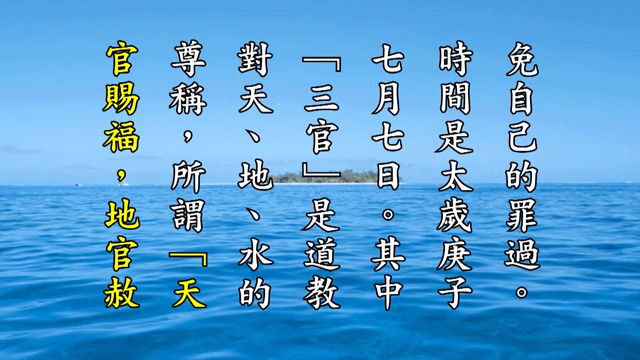 免自己的罪過。
時間是太歲庚子
七月七日。其中
「三官」是道教
對天、地、水的
尊稱，所謂「天
官賜福，地官赦